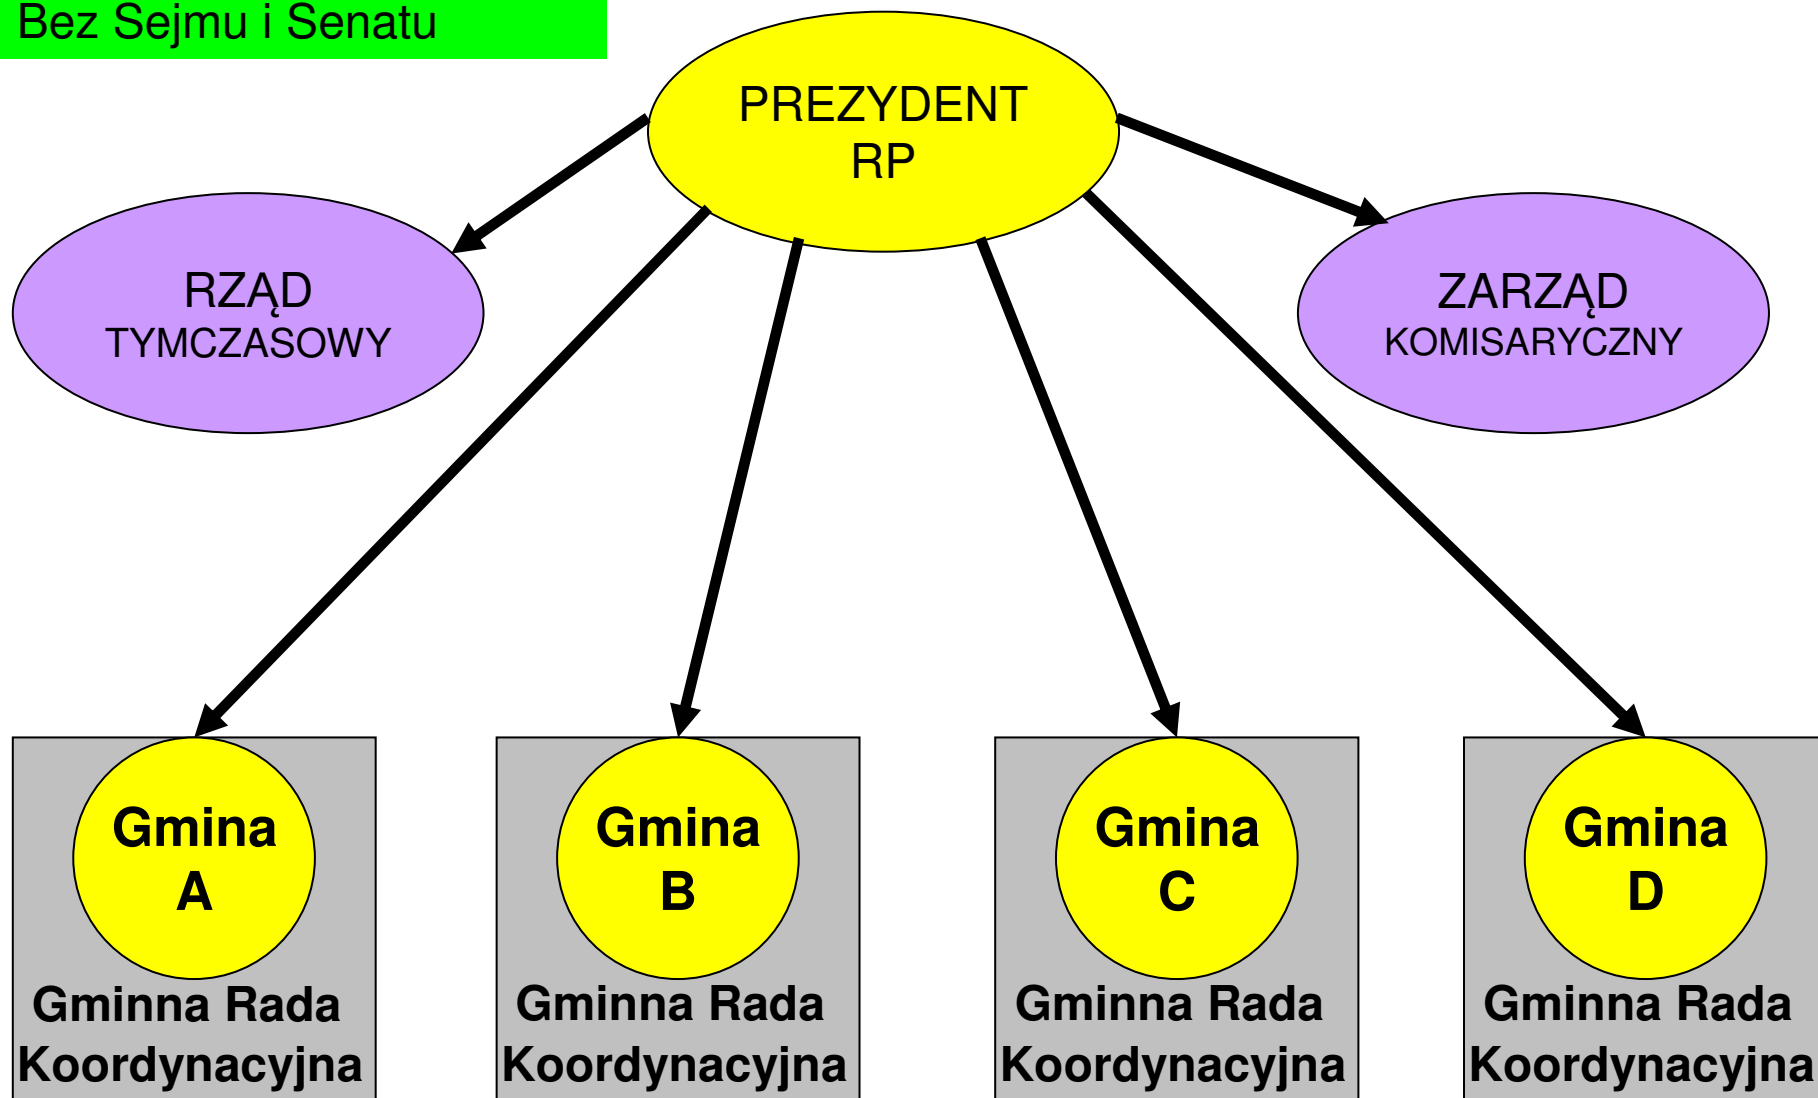 Bez Sejmu i Senatu
PREZYDENT
RP
RZĄD
TYMCZASOWY
ZARZĄD
KOMISARYCZNY
Gmina
A
Gminna Rada
Koordynacyjna
Gmina
B
Gminna Rada
Koordynacyjna
Gmina
C
Gminna Rada
Koordynacyjna
Gmina
D
Gminna Rada
Koordynacyjna